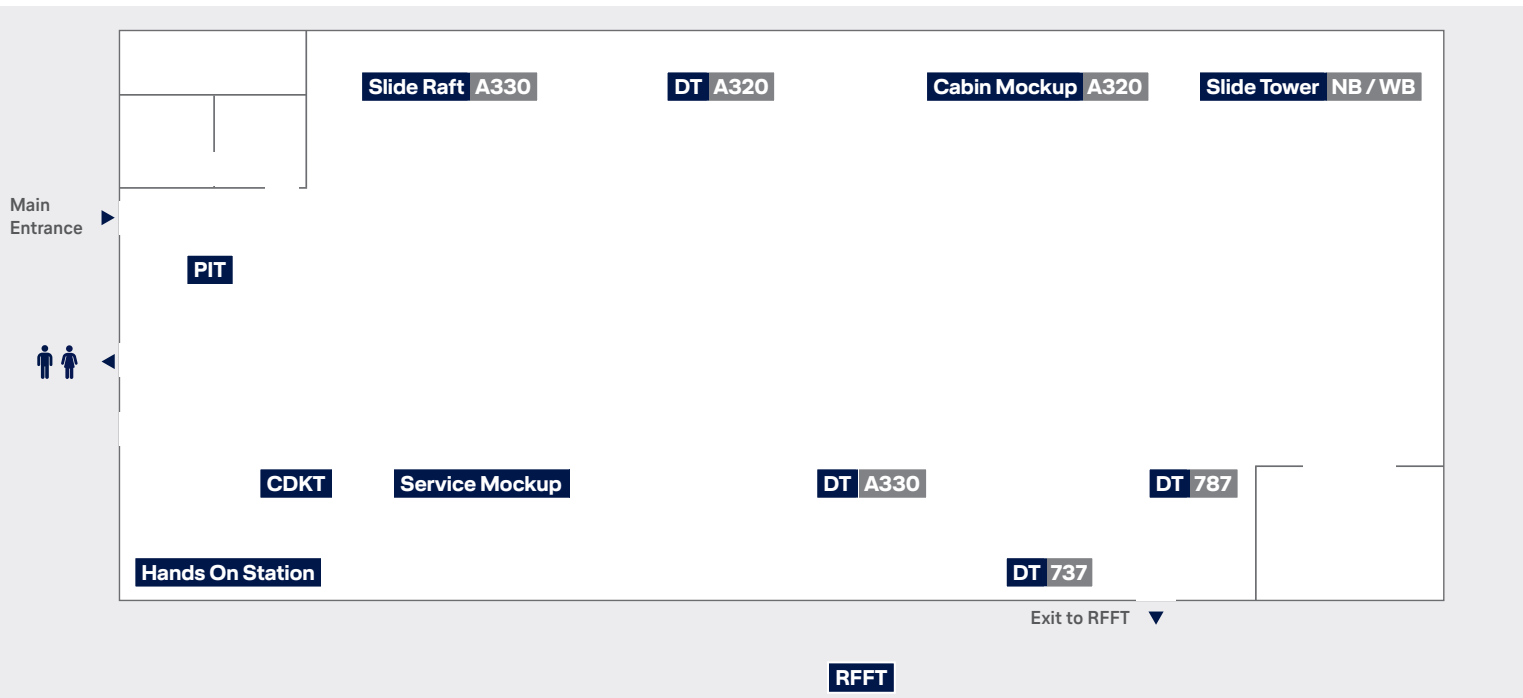 Slide Raft A330
DT A320
Cabin Mockup A320
Slide Tower NB / WB
Main
Entrance
PIT
CDKT
Service Mockup
DT A330
DT 787
Hands On Station
DT 737
Exit to RFFT
RFFT